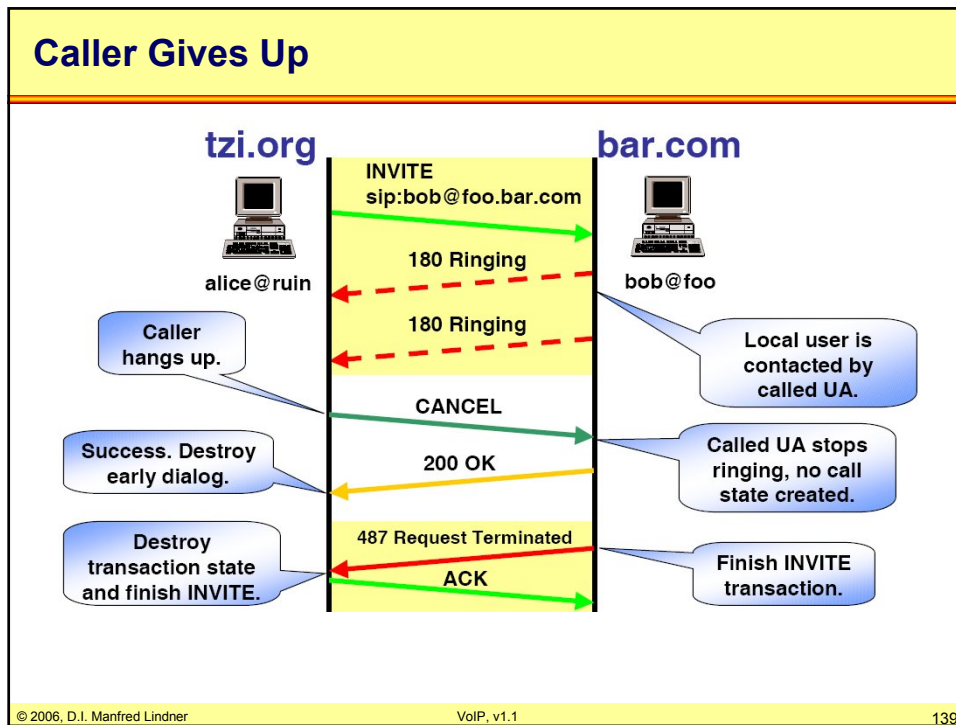 Caller Gives Up
tzi.org
bar.com
INVITE
sip:bob@foo.bar.com
alice@ruin
bob@foo
180 Ringing
180 Ringing
Caller
hangs up.
Local user is
contacted by
called UA.
CANCEL
Success. Destroy
early dialog.
200 OK
Called UA stops
ringing, no call
state created.
487 Request Terminated
Destroy
transaction state
and finish INVITE.
ACK
Finish INVITE
transaction.
© 2006, D.I. Manfred Lindner
VoIP, v1.1
139